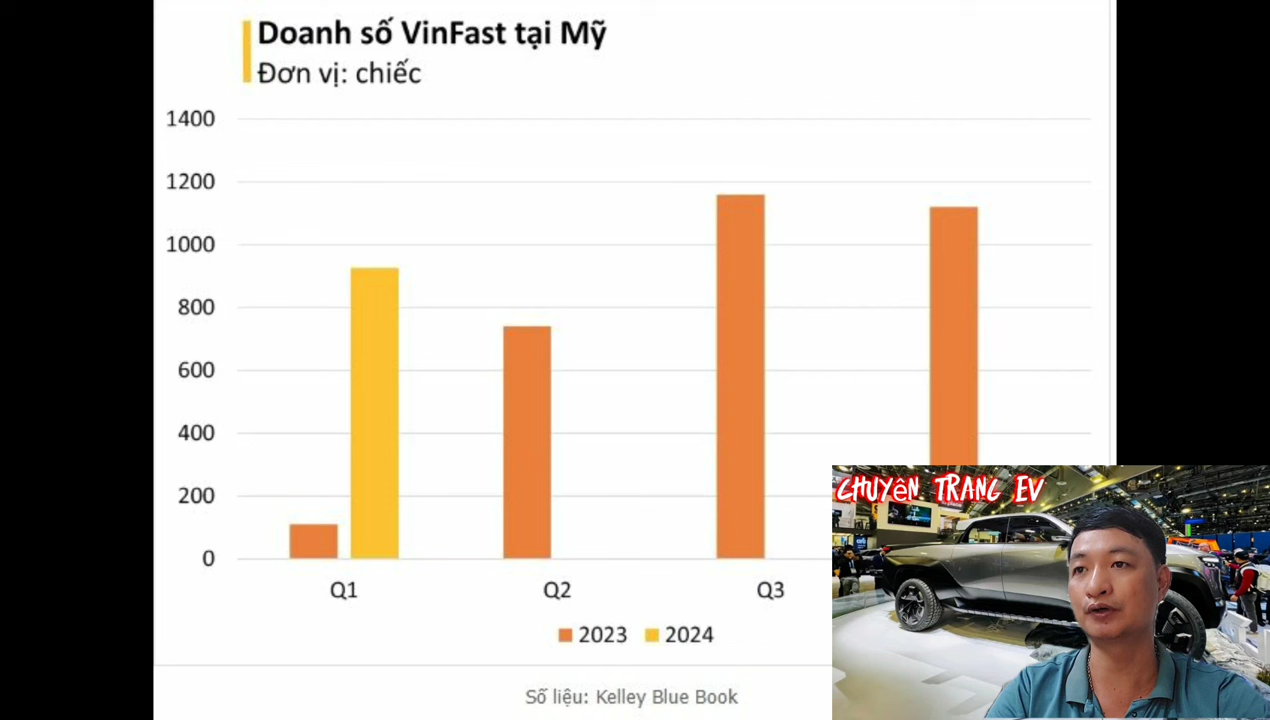 Doanh số VinFast tại Mỹ
Đơn vị: chiếc
1400
1200
1000
800
600
400
200
0
Q1 Q2 Q3
2023 2024
Số liệu: Kelley Blue Book
CHUYÊN TRANG EV